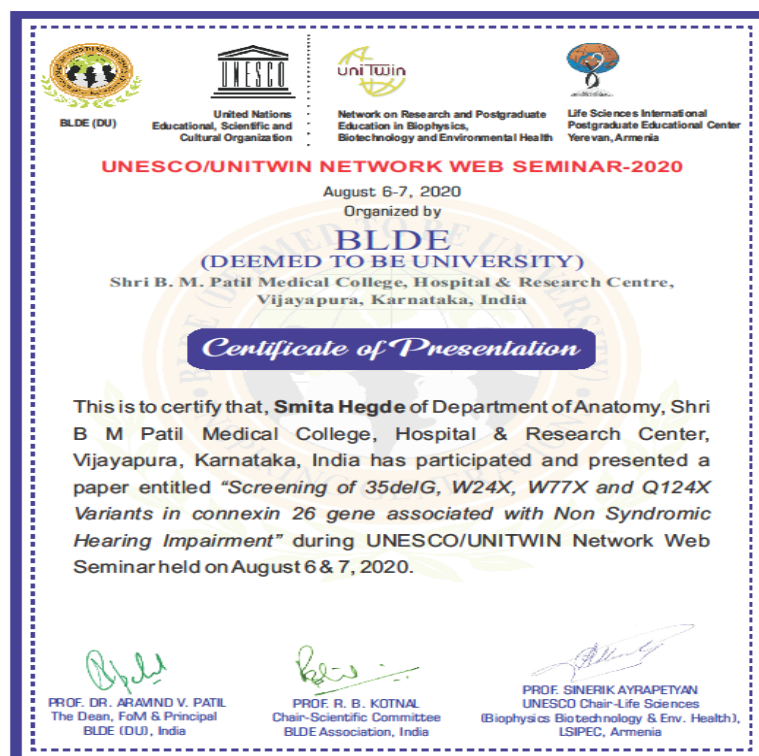 BLDE (DU)
UNESCO
United Nations
Educational, Scientific and
Cultural Organization
uniTwin
Network on Research and Postgraduate
Education in Biophysics,
Biotechnology and Environmental Health
Life Sciences International
Postgraduate Educational Center
Yerevan, Armenia
UNESCO/UNITWIN NETWORK WEB SEMINAR-2020
August 6-7, 2020
Organized by
BLDE
(DEEMED TO BE UNIVERSITY)
Shri B. M. Patil Medical College, Hospital & Research Centre,
Vijayapura, Karnataka, India
Certificate of Presentation
This is to certify that, Smita Hegde of Department of Anatomy, Shri
B M Patil Medical College, Hospital & Research Center,
Vijayapura, Karnataka, India has participated and presented a
paper entitled "Screening of 35delG, W24X, W77X and Q124X
Variants in connexin 26 gene associated with Non Syndromic
Hearing Impairment" during UNESCO/UNITWIN Network Web
Seminar held on August 6 & 7, 2020.
PROF. DR. ARAVIND V. PATIL
The Dean, FoM & Principal
BLDE (DU), India
PROF. R. B. KOTNAL
Chair-Scientific Committee
BLDE Association, India
PROF. SINERIK AYRAPETYAN
UNESCO Chair-Life Sciences
(Biophysics Biotechnology & Env. Health),
LSIPEC, Armenia